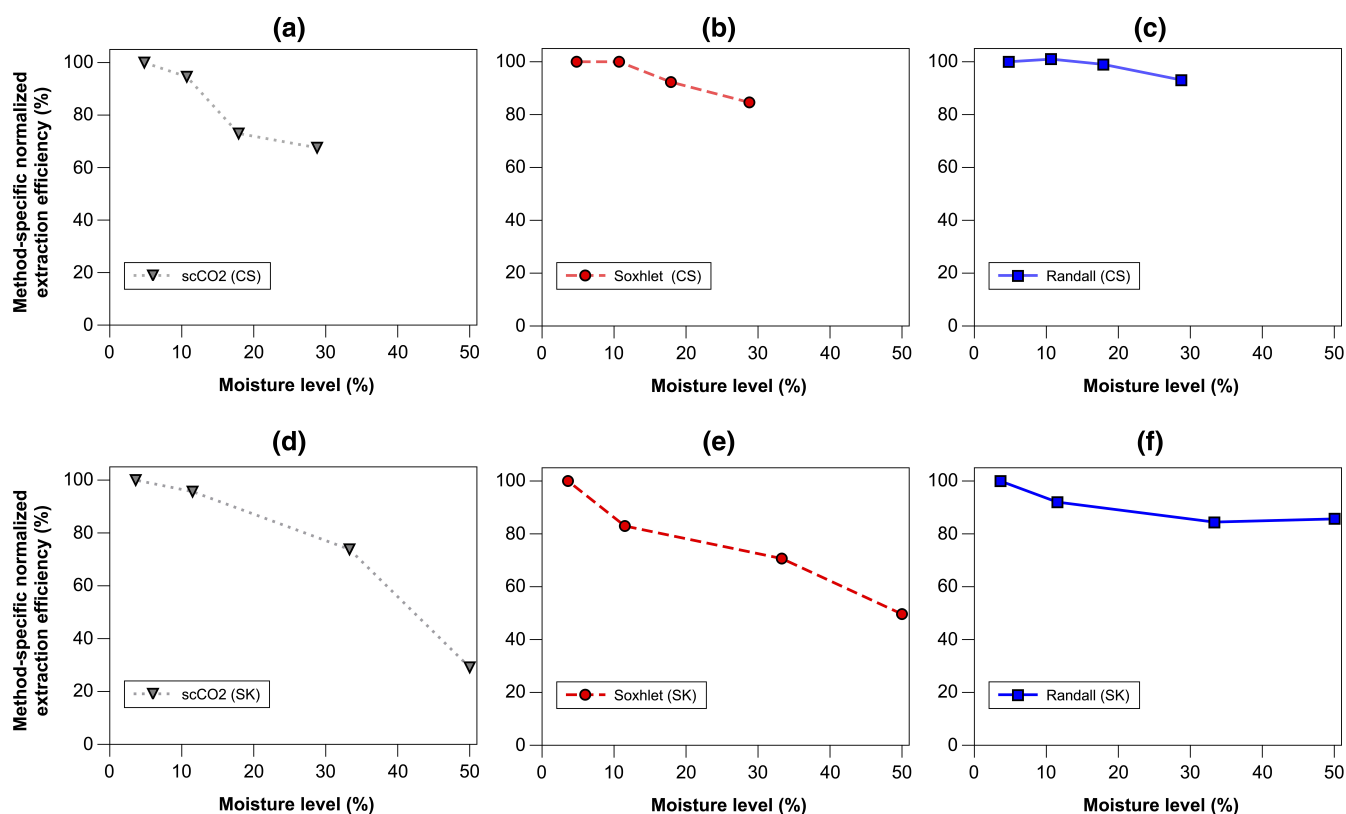 (a)
(b)
(c)
Method-specific normalized
extraction efficiency (%)
100
80
60
40
20
0
scCO2 (CS)
0 10 20 30 40 50
Moisture level (%)
100
80
60
40
20
0
Soxhlet (CS)
0 10 20 30 40 50
Moisture level (%)
100
80
60
40
20
0
Randall (CS)
0 10 20 30 40 50
Moisture level (%)
(d)
(e)
(f)
Method-specific normalized
extraction efficiency (%)
100
80
60
40
20
0
scCO2 (SK)
0 10 20 30 40 50
Moisture level (%)
100
80
60
40
20
0
Soxhlet (SK)
0 10 20 30 40 50
Moisture level (%)
100
80
60
40
20
0
Randall (SK)
0 10 20 30 40 50
Moisture level (%)